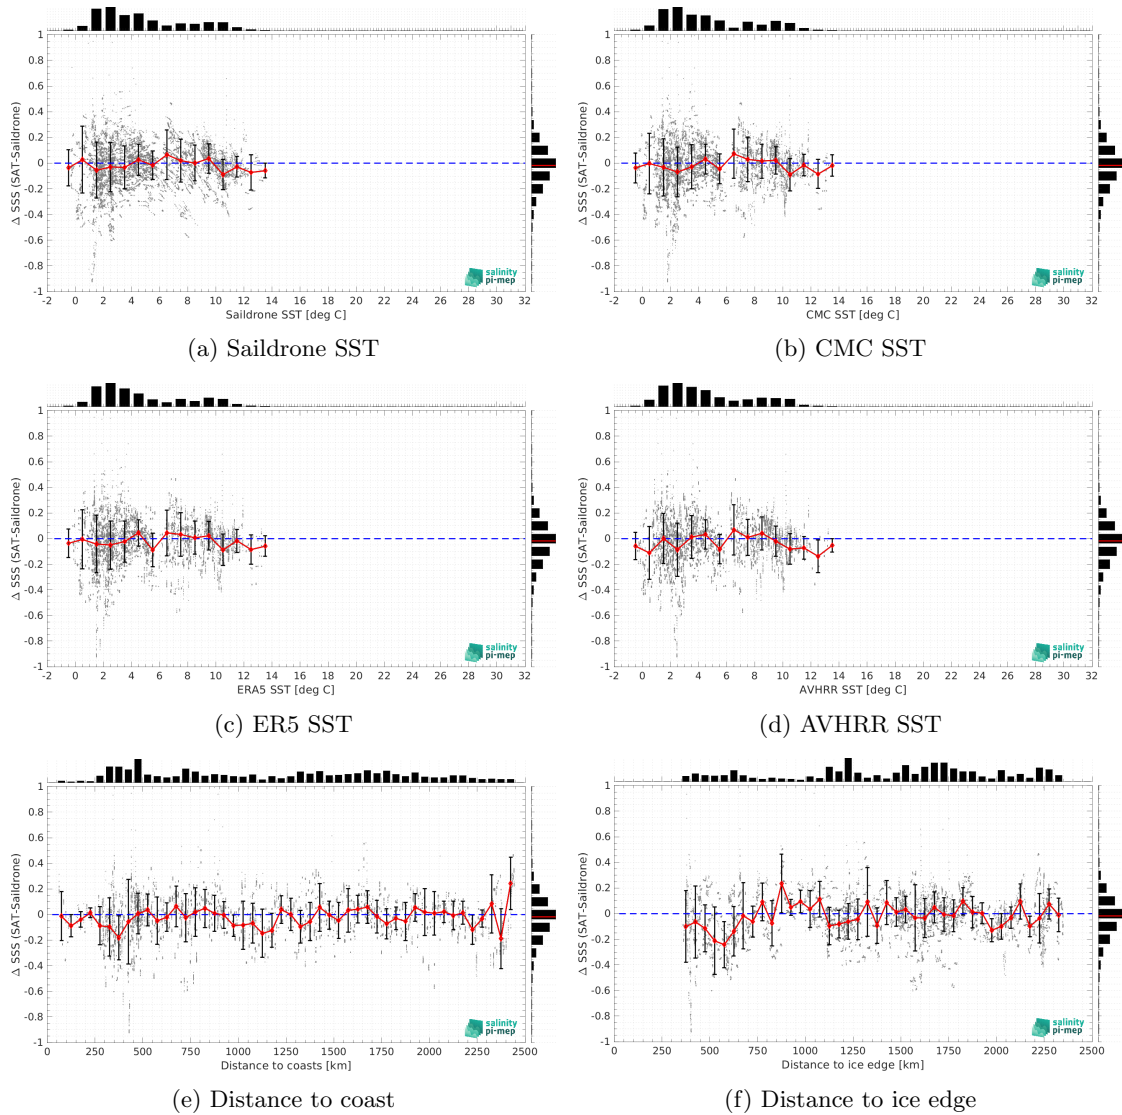 1
0.8
0.6
0.4
0.2
0
-0.2
-0.4
-0.6
-0.8
-1
Δ SSS (SAT-Saildrone)
salinity
pi-mep
-2 0 2 4 6 8 10 12 14 16 18 20 22 24 26 28 30 32
Saildrone SST [deg C]
(a) Saildrone SST
1
0.8
0.6
0.4
0.2
0
-0.2
-0.4
-0.6
-0.8
-1
Δ SSS (SAT-Saildrone)
salinity
pi-mep
-2 0 2 4 6 8 10 12 14 16 18 20 22 24 26 28 30 32
CMC SST [deg C]
(b) CMC SST
1
0.8
0.6
0.4
0.2
0
-0.2
-0.4
-0.6
-0.8
-1
Δ SSS (SAT-Saildrone)
salinity
pi-mep
-2 0 2 4 6 8 10 12 14 16 18 20 22 24 26 28 30 32
ERA5 SST [deg C]
(c) ER5 SST
1
0.8
0.6
0.4
0.2
0
-0.2
-0.4
-0.6
-0.8
-1
Δ SSS (SAT-Saildrone)
salinity
pi-mep
-2 0 2 4 6 8 10 12 14 16 18 20 22 24 26 28 30 32
AVHRR SST [deg C]
(d) AVHRR SST
1
0.8
0.6
0.4
0.2
0
-0.2
-0.4
-0.6
-0.8
-1
Δ SSS (SAT-Saildrone)
salinity
pi-mep
0 250 500 750 1000 1250 1500 1750 2000 2250 2500
Distance to coasts [km]
(e) Distance to coast
1
0.8
0.6
0.4
0.2
0
-0.2
-0.4
-0.6
-0.8
-1
Δ SSS (SAT-Saildrone)
salinity
pi-mep
0 250 500 750 1000 1250 1500 1750 2000 2250 2500
Distance to ice edge [km]
(f) Distance to ice edge